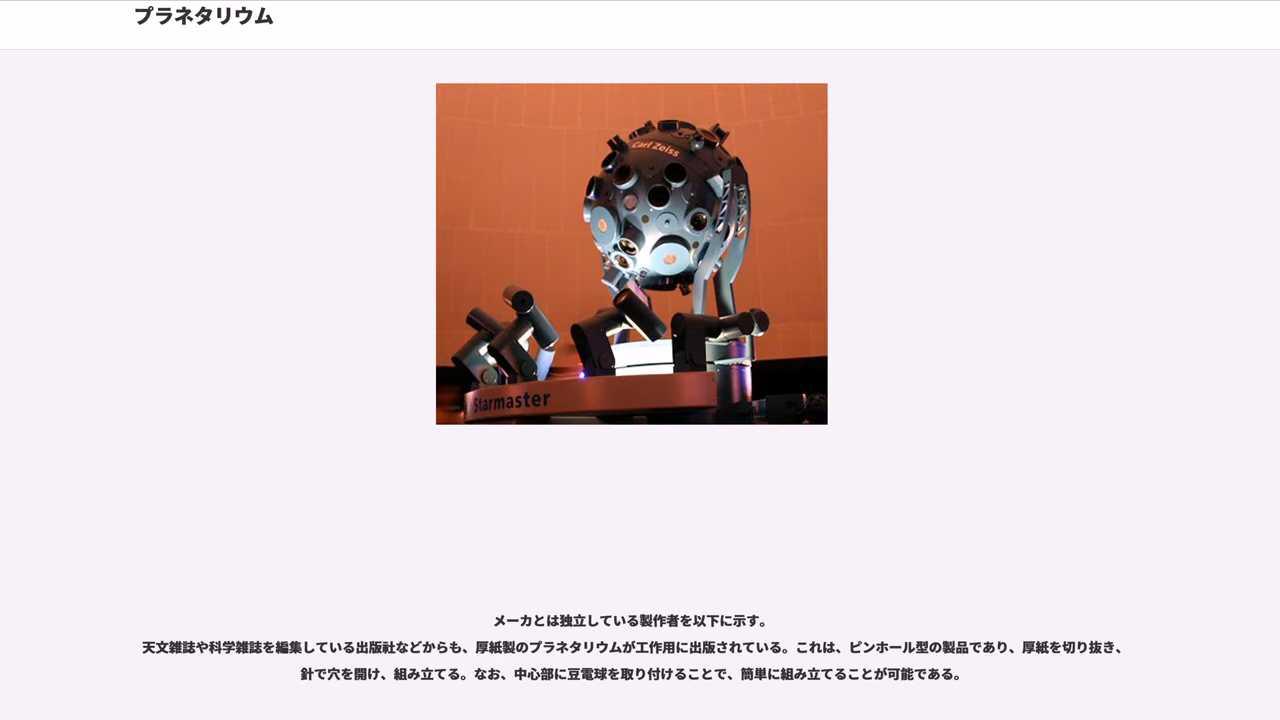 プラネタリウム
Carl Zeiss
Starmaster
メーカとは独立している製作者を以下に示す。
天文雑誌や科学雑誌を編集している出版社などからも、厚紙製のプラネタリウムが工作用に出版されている。これは、ピンホール型の製品であり、厚紙を切り抜き、
針で穴を開け、組み立てる。なお、中心部に豆電球を取り付けることで、簡単に組み立てることが可能である。